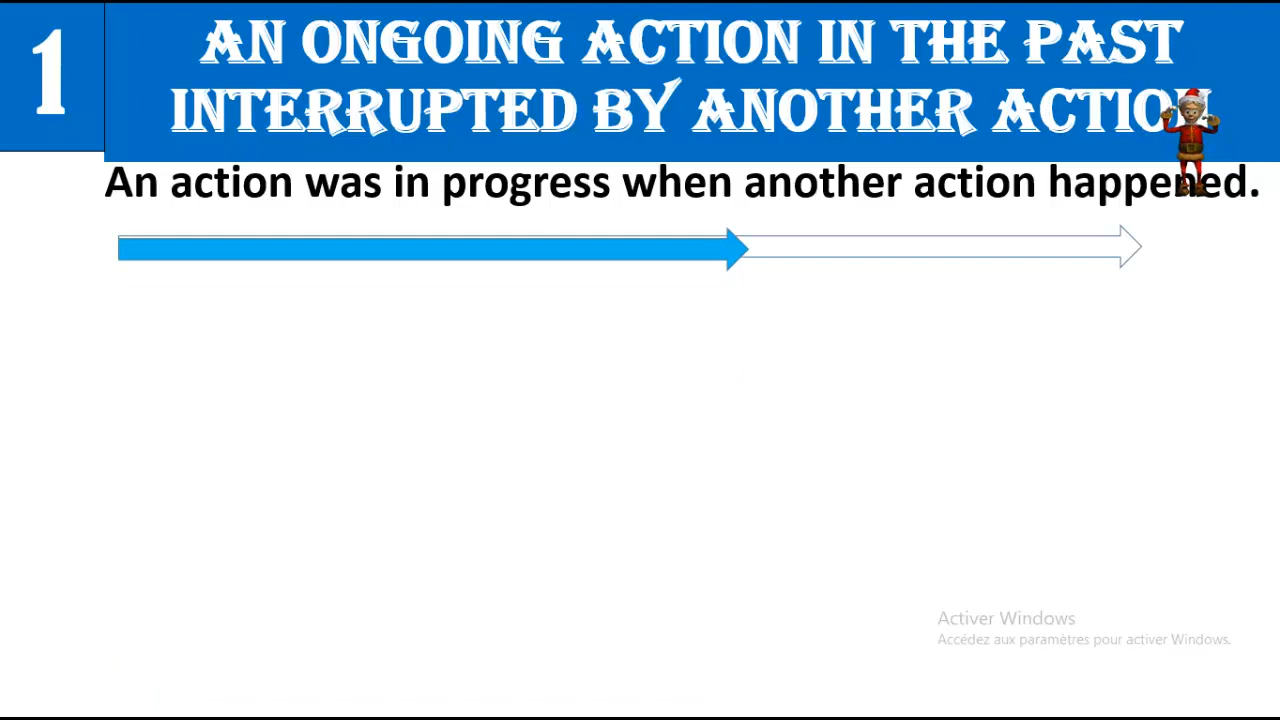 1
AN ONGOING ACTION IN THE PAST
INTERRUPTED BY ANOTHER ACTION
An action was in progress when another action happened.
Activer Windows
Accédez aux paramètres pour activer Windows.